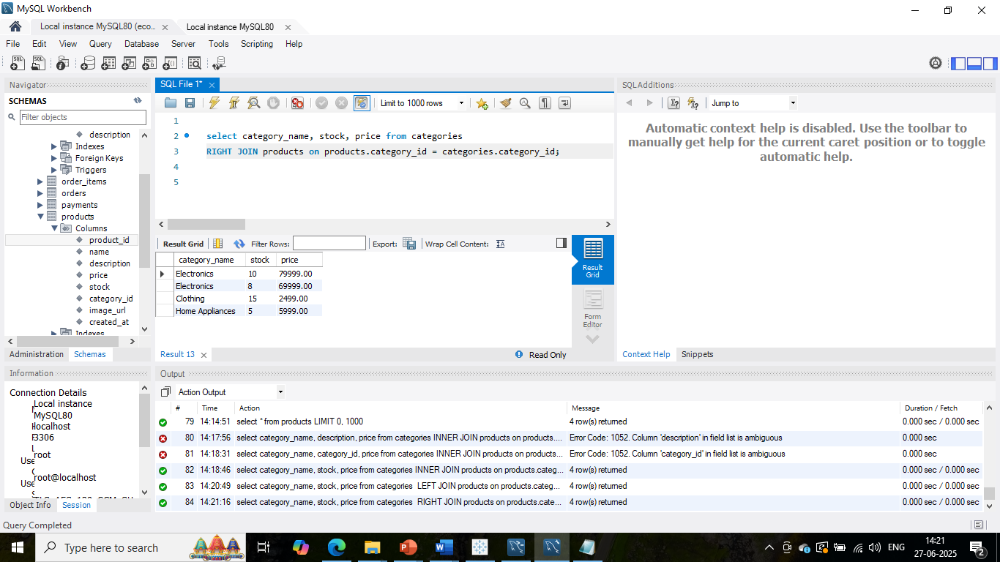 MySQL Workbench
Local instance MySQL80 (eco...
Local instance MySQL80
File Edit View Query Database Server Tools Scripting Help
Navigator
SCHEMAS
Filter objects
description
Indexes
Foreign Keys
Triggers
order_items
orders
payments
products
Columns
product_id
name
description
price
stock
category_id
image_url
created_at
Indexes
Administration Schemas
Information
Connection Details
Local instance
MySQL80
localhost
3306
root
Use
root@localhost
Use
Object Info Session
Query Completed
SQL File 1*
Limit to 1000 rows
1
2 select category_name, stock, price from categories
3 RIGHT JOIN products on products.category_id = categories.category_id;
4
5
Result Grid Filter Rows: Export: Wrap Cell Content:
category_name stock price
Electronics 10 79999.00
Electronics 8 69999.00
Clothing 15 2499.00
Home Appliances 5 5999.00
Result
Grid
Form
Editor
Result 13
Read Only
SQLAdditions
Jump to
Automatic context help is disabled. Use the toolbar to
manually get help for the current caret position or to toggle
automatic help.
Context Help Snippets
Output
Action Output
# Time Action Message Duration / Fetch
79 14:14:51 select * from products LIMIT 0, 1000 4 row(s) returned 0.000 sec / 0.000 sec
80 14:17:56 select category_name, description, price from categories INNER JOIN products on products.... Error Code: 1052. Column 'description' in field list is ambiguous 0.000 sec
81 14:18:31 select category_name, category_id, price from categories INNER JOIN products on products.... Error Code: 1052. Column 'category_id' in field list is ambiguous 0.000 sec
82 14:18:46 select category_name, stock, price from categories INNER JOIN products on products.categ... 4 row(s) returned 0.000 sec / 0.000 sec
83 14:20:49 select category_name, stock, price from categories LEFT JOIN products on products.categ... 4 row(s) returned 0.000 sec / 0.000 sec
84 14:21:16 select category_name, stock, price from categories RIGHT JOIN products on products.cate... 4 row(s) returned 0.000 sec / 0.000 sec
Type here to search
ENG
14:21
27-06-2025
2